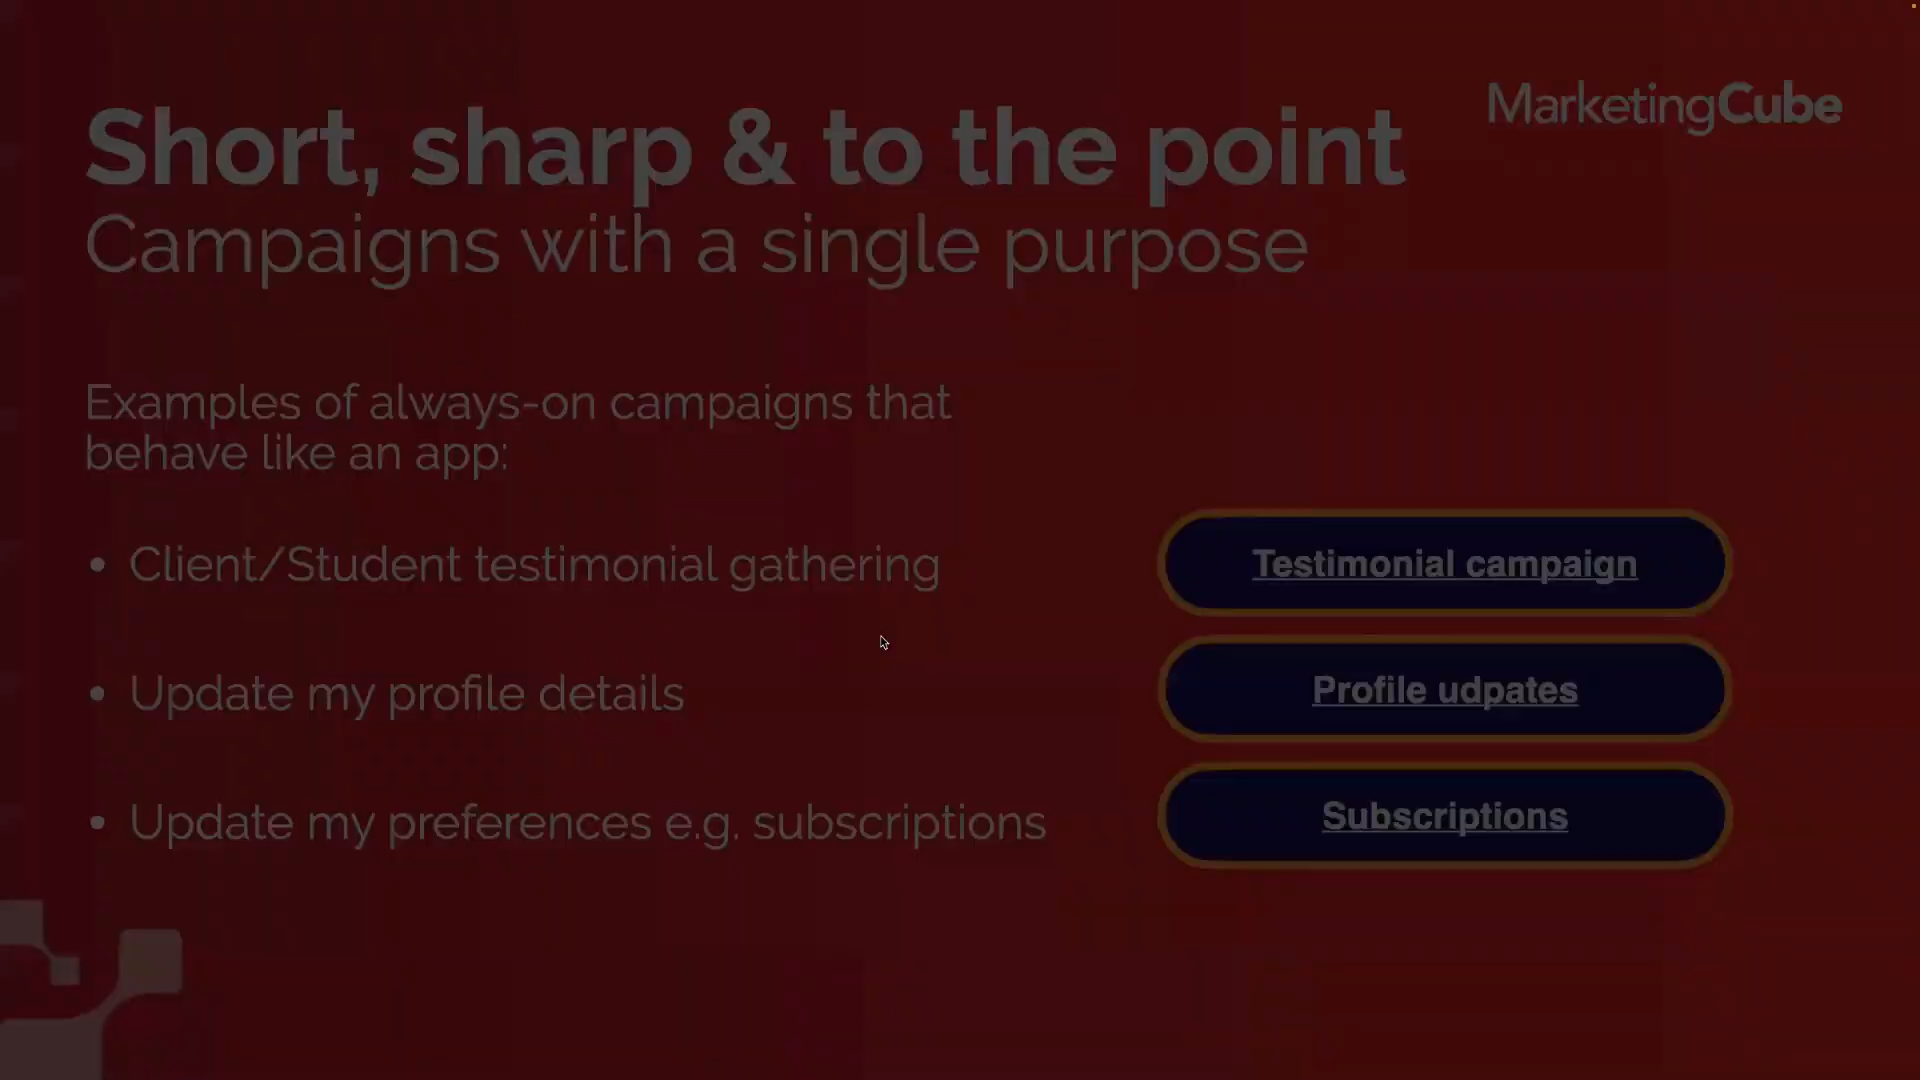 MarketingCube
Short, sharp & to the point
Campaigns with a single purpose
Examples of always-on campaigns that
behave like an app:
• Client/Student testimonial gathering
Testimonial campaign
• Update my profile details
Profile udpates
• Update my preferences e.g. subscriptions
Subscriptions